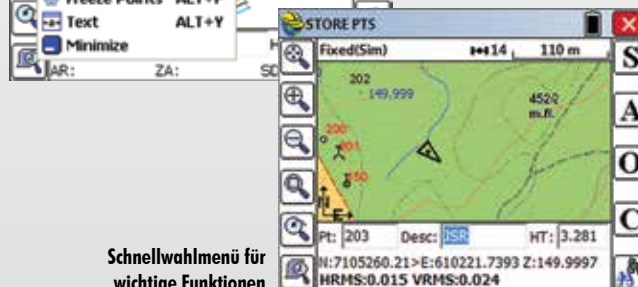 Freeze Points ALT+F
Text ALT+Y
Minimize
AR: ZA: SD
STORE PTS
Fixed(Sim) 14 110 m
S
A
O
C
202
149,999
452
m.fl.
200
201
150
N
E
Pt: 203 Desc: JSR HT: 3.281
N:7105260.21>E:610221.7393 Z:149.9997
HRMS:0.015 VRMS:0.024
Schnellwahlmenü für
wichtige Funktionen